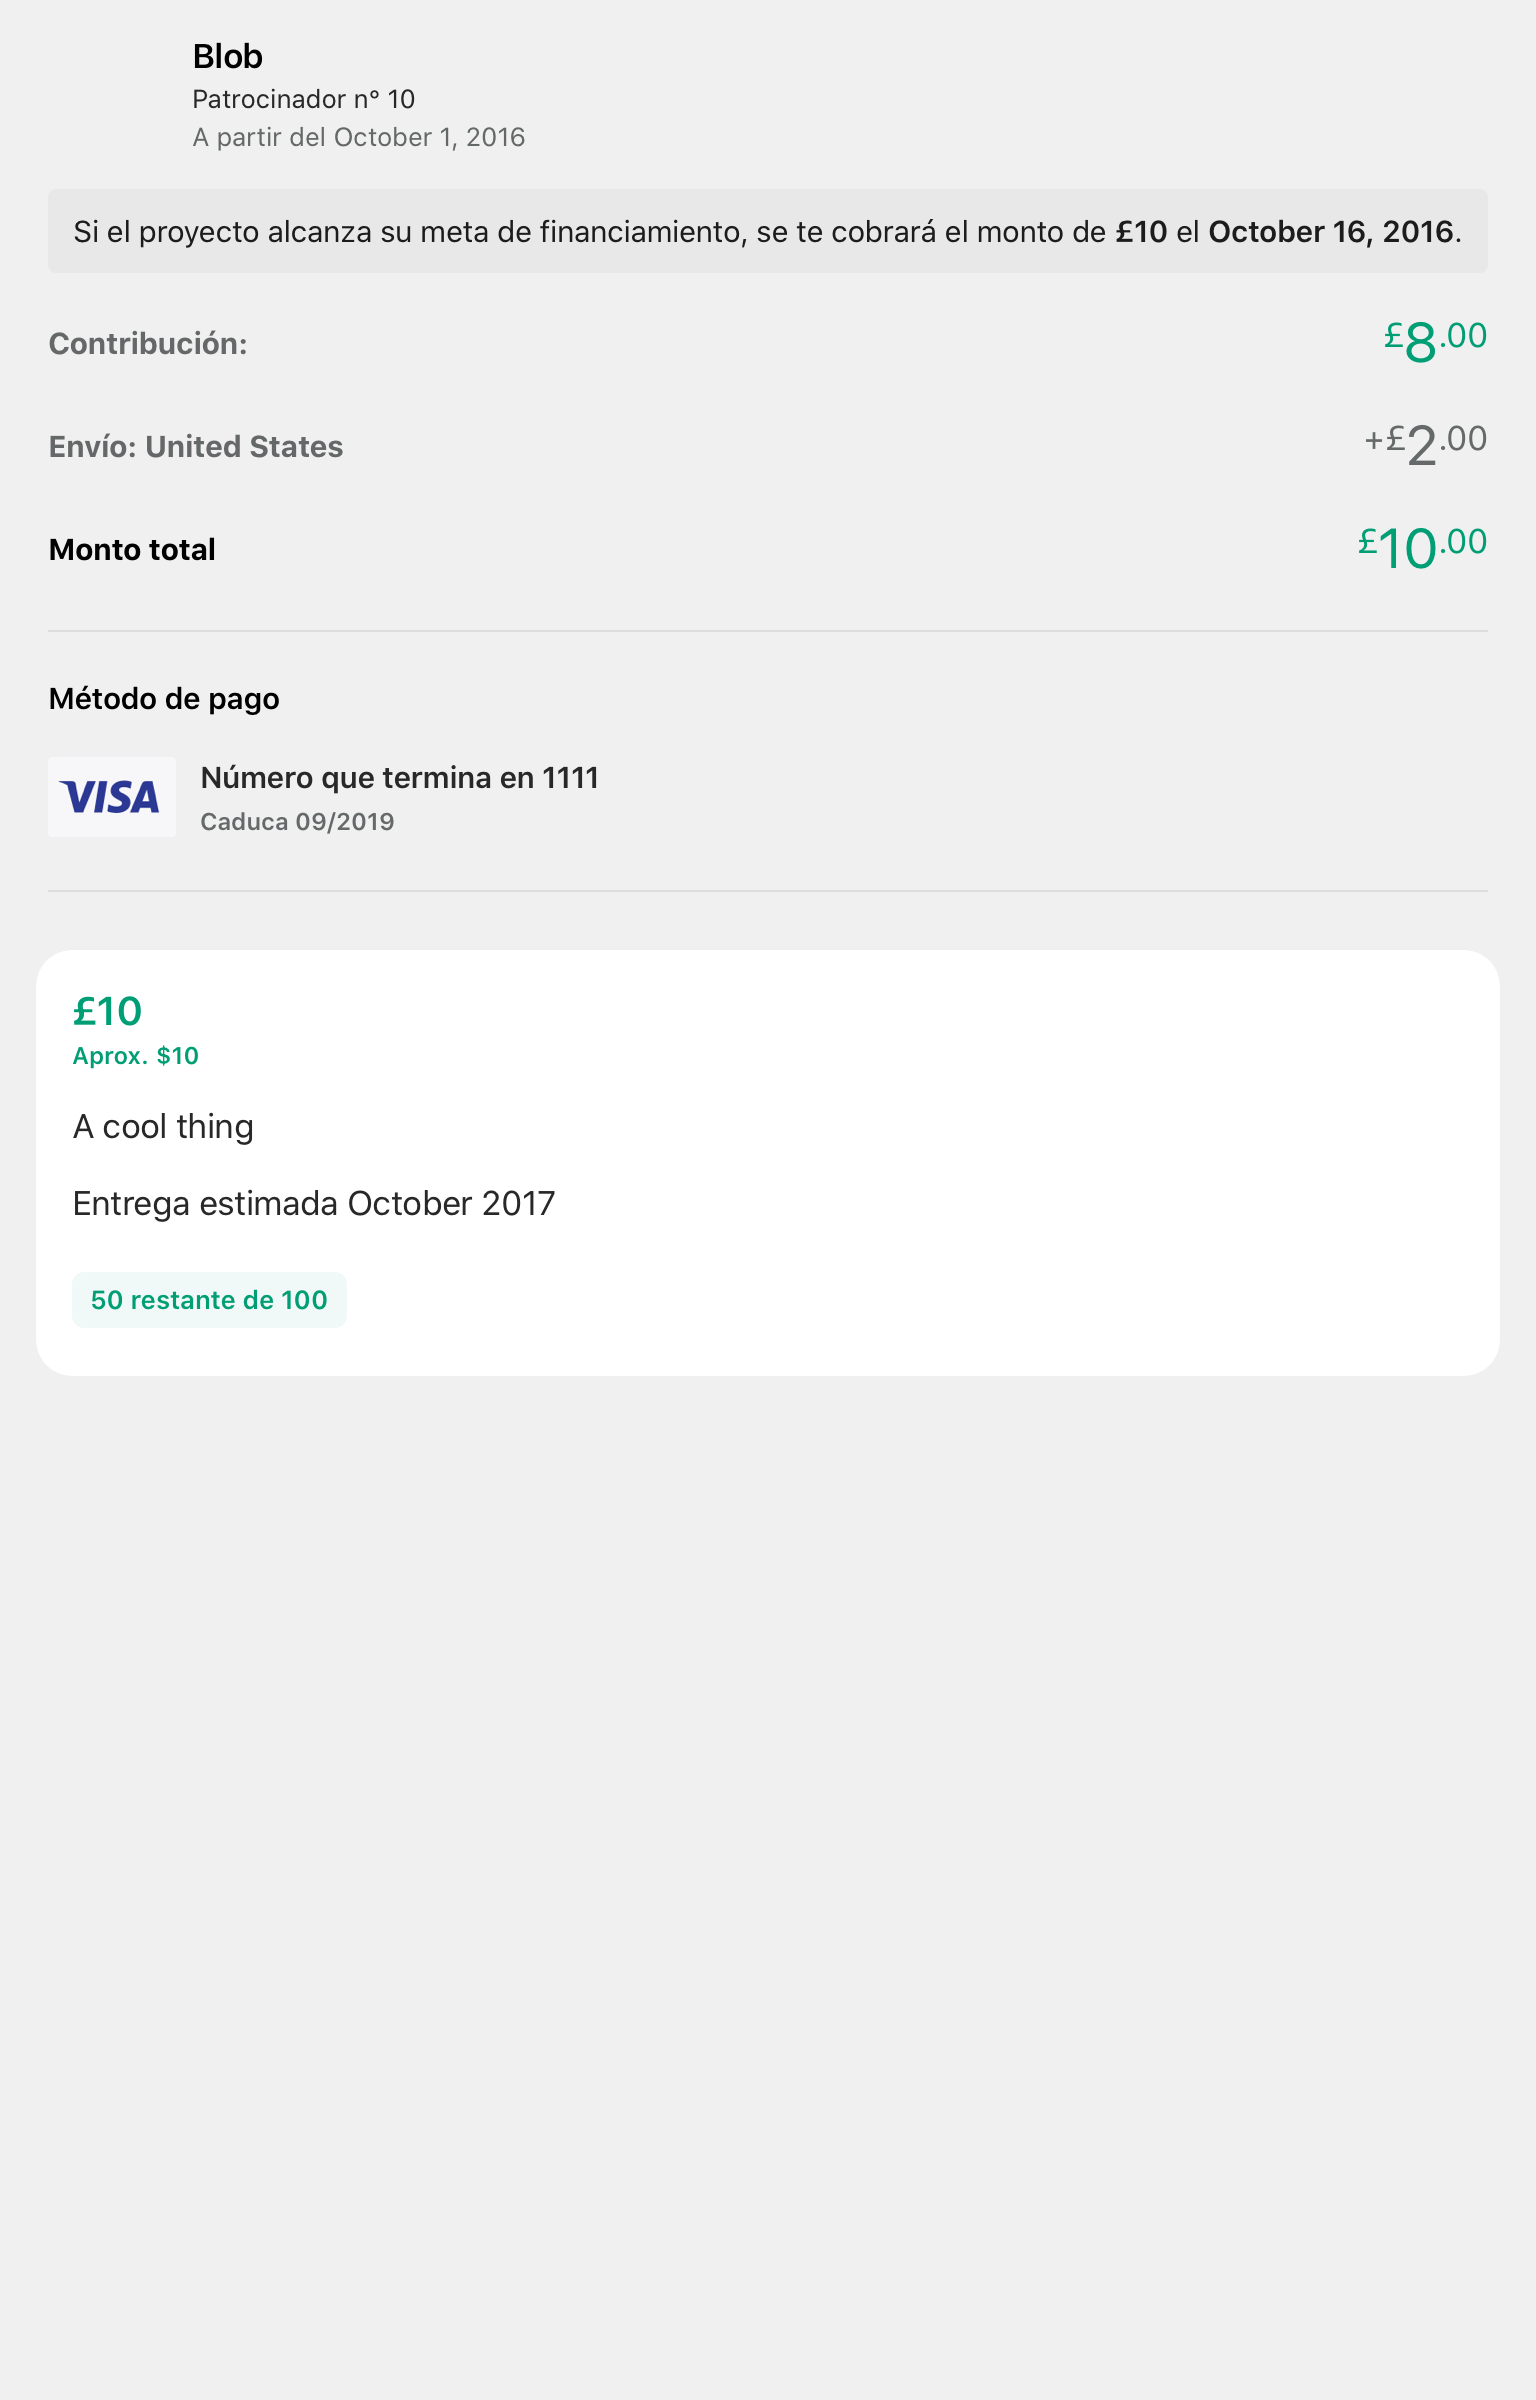 Blob
Patrocinador n° 10
A partir del October 1, 2016
Si el proyecto alcanza su meta de financiamiento, se te cobrará el monto de £10 el October 16, 2016.
Contribución: £8.00
Envío: United States +£2.00
Monto total £10.00
Método de pago
VISA
Número que termina en 1111
Caduca 09/2019
£10
Aprox. $10
A cool thing
Entrega estimada October 2017
50 restante de 100